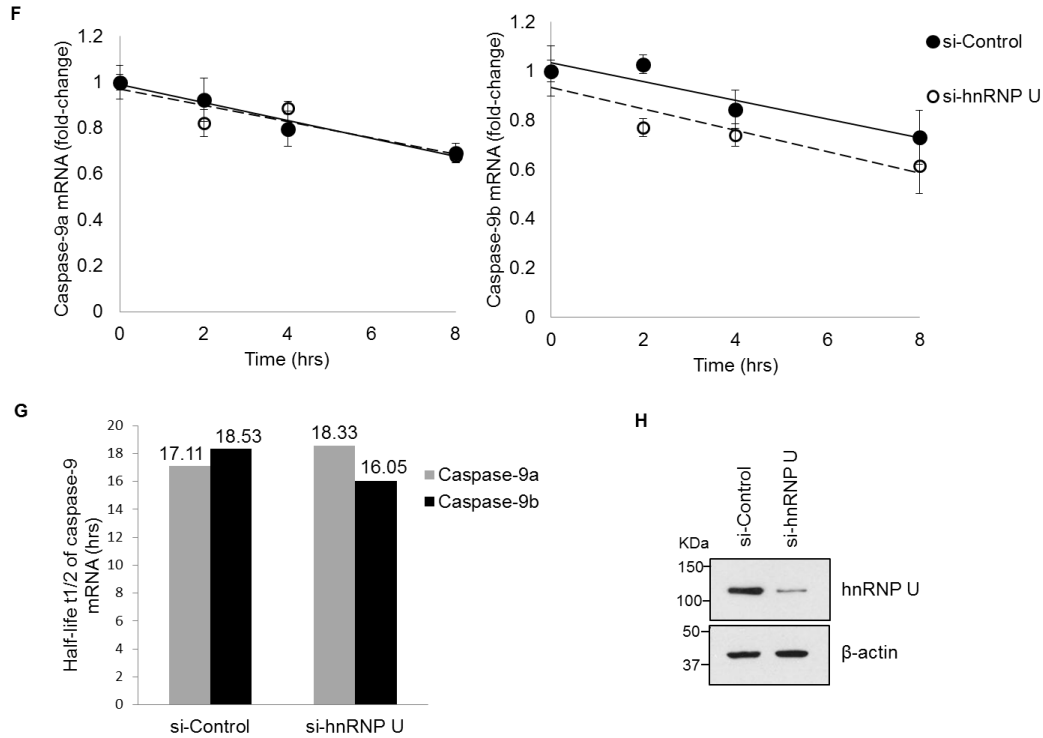 F
Caspase-9a mRNA (fold-change)
1.2
1
0.8
0.6
0.4
0.2
0
0
2
4
6
8
Time (hrs)
Caspase-9b mRNA (fold-change)
1.2
1
0.8
0.6
0.4
0.2
0
0
2
4
6
8
Time (hrs)
si-Control
si-hnRNP U
G
Half-life t1/2 of caspase-9
mRNA (hrs)
20
18
16
14
12
10
8
6
4
2
0
17.11
18.53
18.33
16.05
si-Control
si-hnRNP U
Caspase-9a
Caspase-9b
H
si-Control
si-hnRNP U
KDa
150
100
hnRNP U
50
37
β-actin